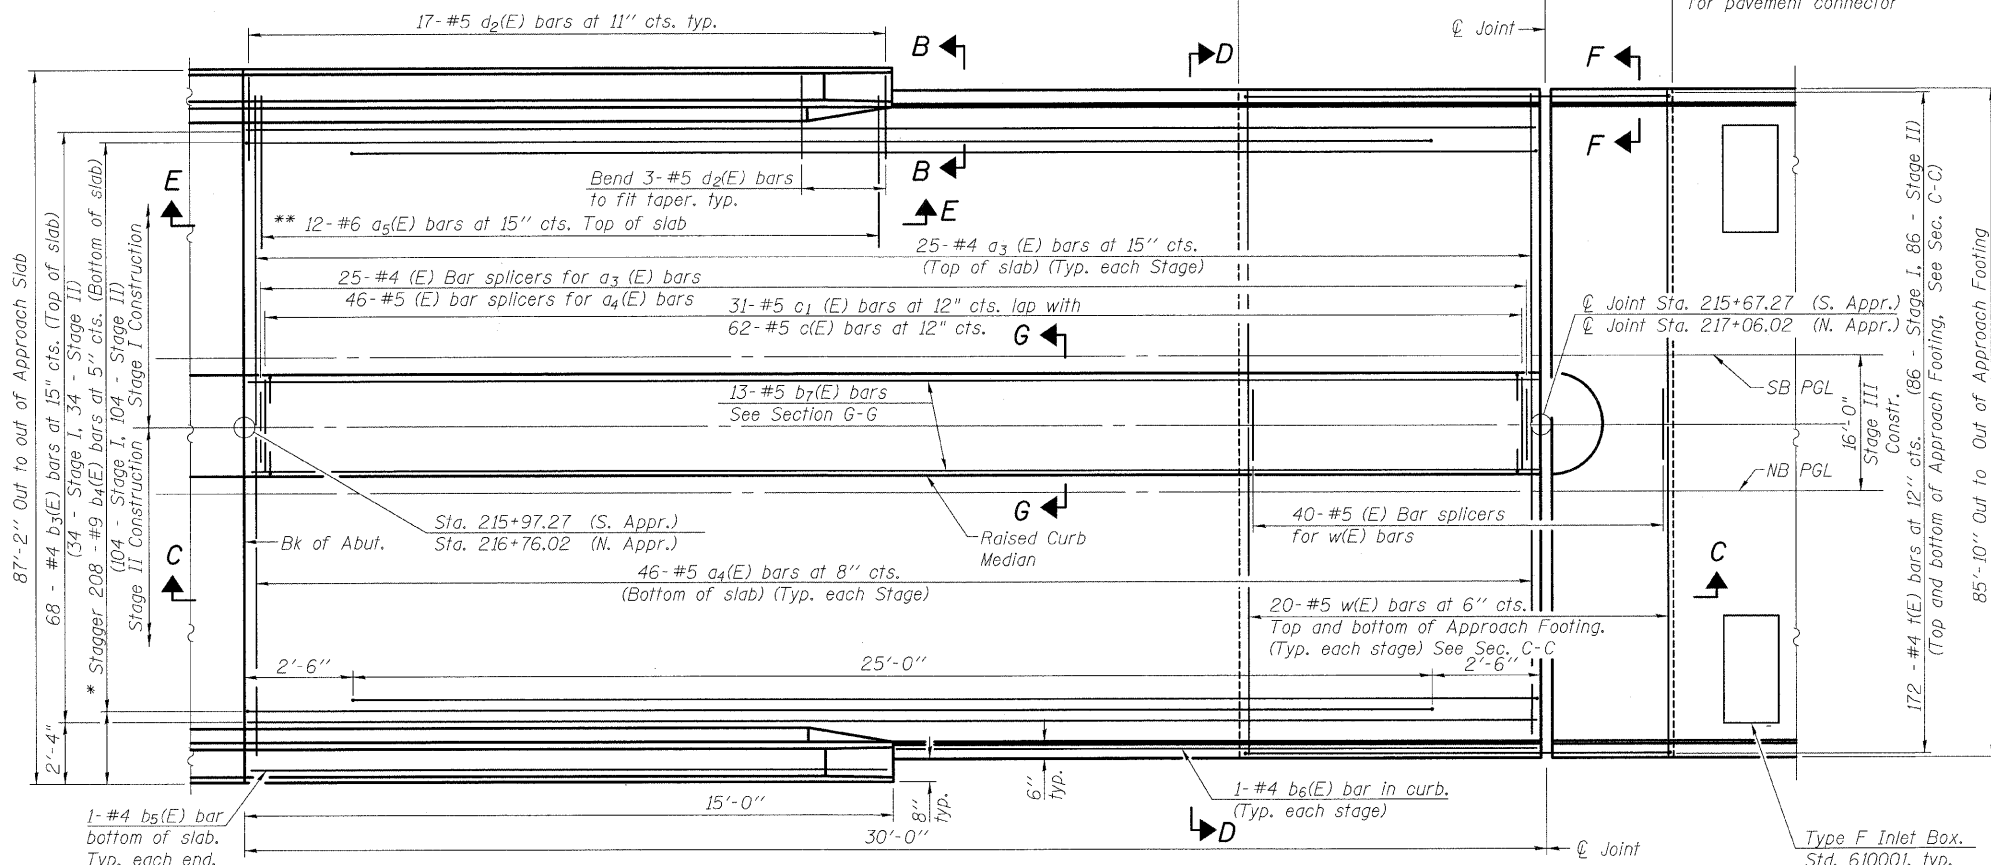 for pavement connector
17-#5 d2(E) bars at 11" cts. typ.
℄ Joint
B
D
F
B
F
E
Bend 3-#5 d2(E) bars
to fit taper. typ.
E
** 12-#6 a5(E) bars at 15" cts. Top of slab
25-#4 a3 (E) bars at 15" cts.
(Top of slab) (Typ. each Stage)
25-#4 (E) Bar splicers for a3 (E) bars
46-#5 (E) bar splicers for a4(E) bars
31-#5 c1 (E) bars at 12" cts. lap with
62-#5 c(E) bars at 12" cts.
G
℄ Joint Sta. 215+67.27 (S. Appr.)
℄ Joint Sta. 217+06.02 (N. Appr.)
87'-2" Out to out of Approach Slab
68 - #4 b3(E) bars at 15" cts. (Top of slab)
(34 - Stage I, 34 - Stage II)
* Stagger 208 - #9 b4(E) bars at 5" cts. (Bottom of slab)
(104 - Stage I, 104 - Stage II)
Stage I Construction
Stage II Construction
13-#5 b7(E) bars
See Section G-G
SB PGL
16'-0"
Stage III
Constr.
NB PGL
G
Sta. 215+97.27 (S. Appr.)
Sta. 216+76.02 (N. Appr.)
Bk of Abut.
Raised Curb
Median
40-#5 (E) Bar splicers
for w(E) bars
C
C
46-#5 a4(E) bars at 8" cts.
(Bottom of slab) (Typ. each Stage)
20-#5 w(E) bars at 6" cts.
Top and bottom of Approach Footing.
(Typ. each stage) See Sec. C-C
2'-6"
25'-0"
2'-6"
172 - #4 t(E) bars at 12" cts. (86 - Stage I, 86 - Stage II)
(Top and bottom of Approach Footing. See Sec. C-C)
85'-10" Out to Out of Approach Footing
2'-4"
1-#4 b5(E) bar
bottom of slab.
Typ. each end.
15'-0"
8"
typ.
6"
typ.
1-#4 b6(E) bar in curb.
(Typ. each stage)
30'-0"
D
℄ Joint
Type F Inlet Box.
Std. 610001, typ.